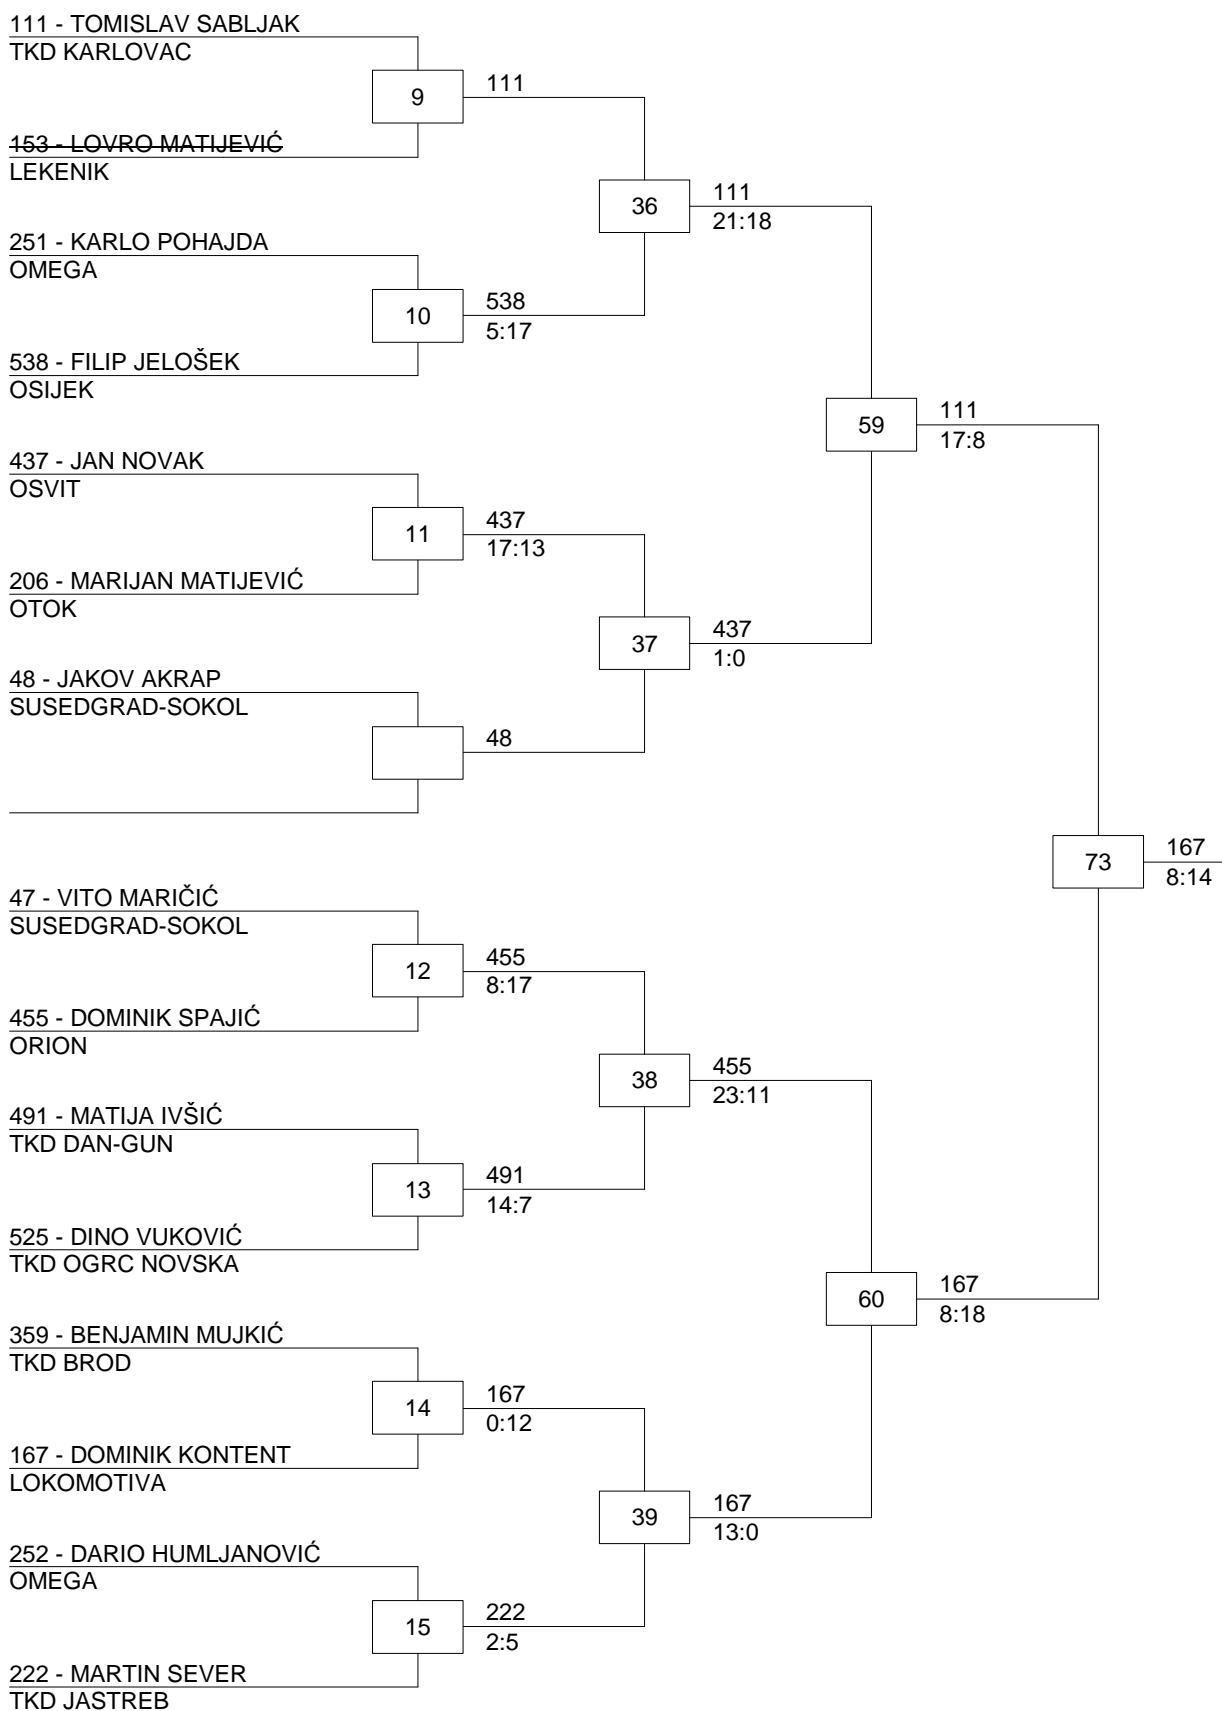 111 - TOMISLAV SABLJAK
TKD KARLOVAC
9
111
153 - LOVRO MATIJEVIĆ
LEKENIK
36
111
21:18
251 - KARLO POHAJDA
OMEGA
10
538
5:17
538 - FILIP JELOŠEK
OSIJEK
59
111
17:8
437 - JAN NOVAK
OSVIT
11
437
17:13
206 - MARIJAN MATIJEVIĆ
OTOK
37
437
1:0
48 - JAKOV AKRAP
SUSEDGRAD-SOKOL
48
73
167
8:14
47 - VITO MARIČIĆ
SUSEDGRAD-SOKOL
12
455
8:17
455 - DOMINIK SPAJIĆ
ORION
38
455
23:11
491 - MATIJA IVŠIĆ
TKD DAN-GUN
13
491
14:7
525 - DINO VUKOVIĆ
TKD OGRC NOVSKA
60
167
8:18
359 - BENJAMIN MUJKIĆ
TKD BROD
14
167
0:12
167 - DOMINIK KONTENT
LOKOMOTIVA
39
167
13:0
252 - DARIO HUMLJANOVIĆ
OMEGA
15
222
2:5
222 - MARTIN SEVER
TKD JASTREB